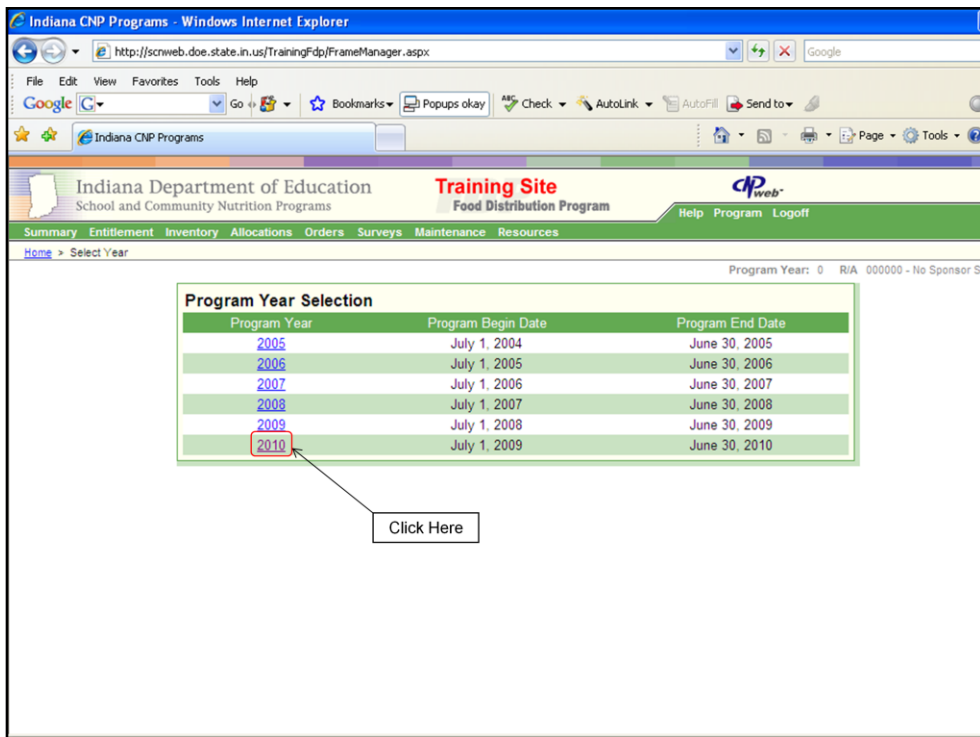 Indiana CNP Programs - Windows Internet Explorer
http://scnweb.doe.state.in.us/TrainingFdp/FrameManager.aspx
Google
File Edit View Favorites Tools Help
Google G Go Bookmarks Popups okay ABC Check AutoLink AutoFill Send to
Indiana CNP Programs Page Tools
Indiana Department of Education
School and Community Nutrition Programs
Training Site
Food Distribution Program
CNPweb
Help Program Logoff
Summary Entitlement Inventory Allocations Orders Surveys Maintenance Resources
Home > Select Year
Program Year: 0 R/A 000000 - No Sponsor S
Program Year Selection
Program Year Program Begin Date Program End Date
2005 July 1, 2004 June 30, 2005
2006 July 1, 2005 June 30, 2006
2007 July 1, 2006 June 30, 2007
2008 July 1, 2007 June 30, 2008
2009 July 1, 2008 June 30, 2009
2010 July 1, 2009 June 30, 2010
Click Here